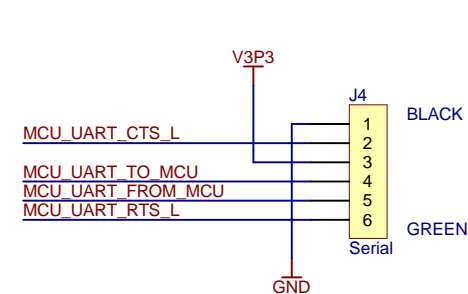 V3P3
J4
BLACK
1
MCU_UART_CTS_L
2
3
MCU_UART_TO_MCU
4
MCU_UART_FROM_MCU
5
MCU_UART_RTS_L
6
GREEN
Serial
GND